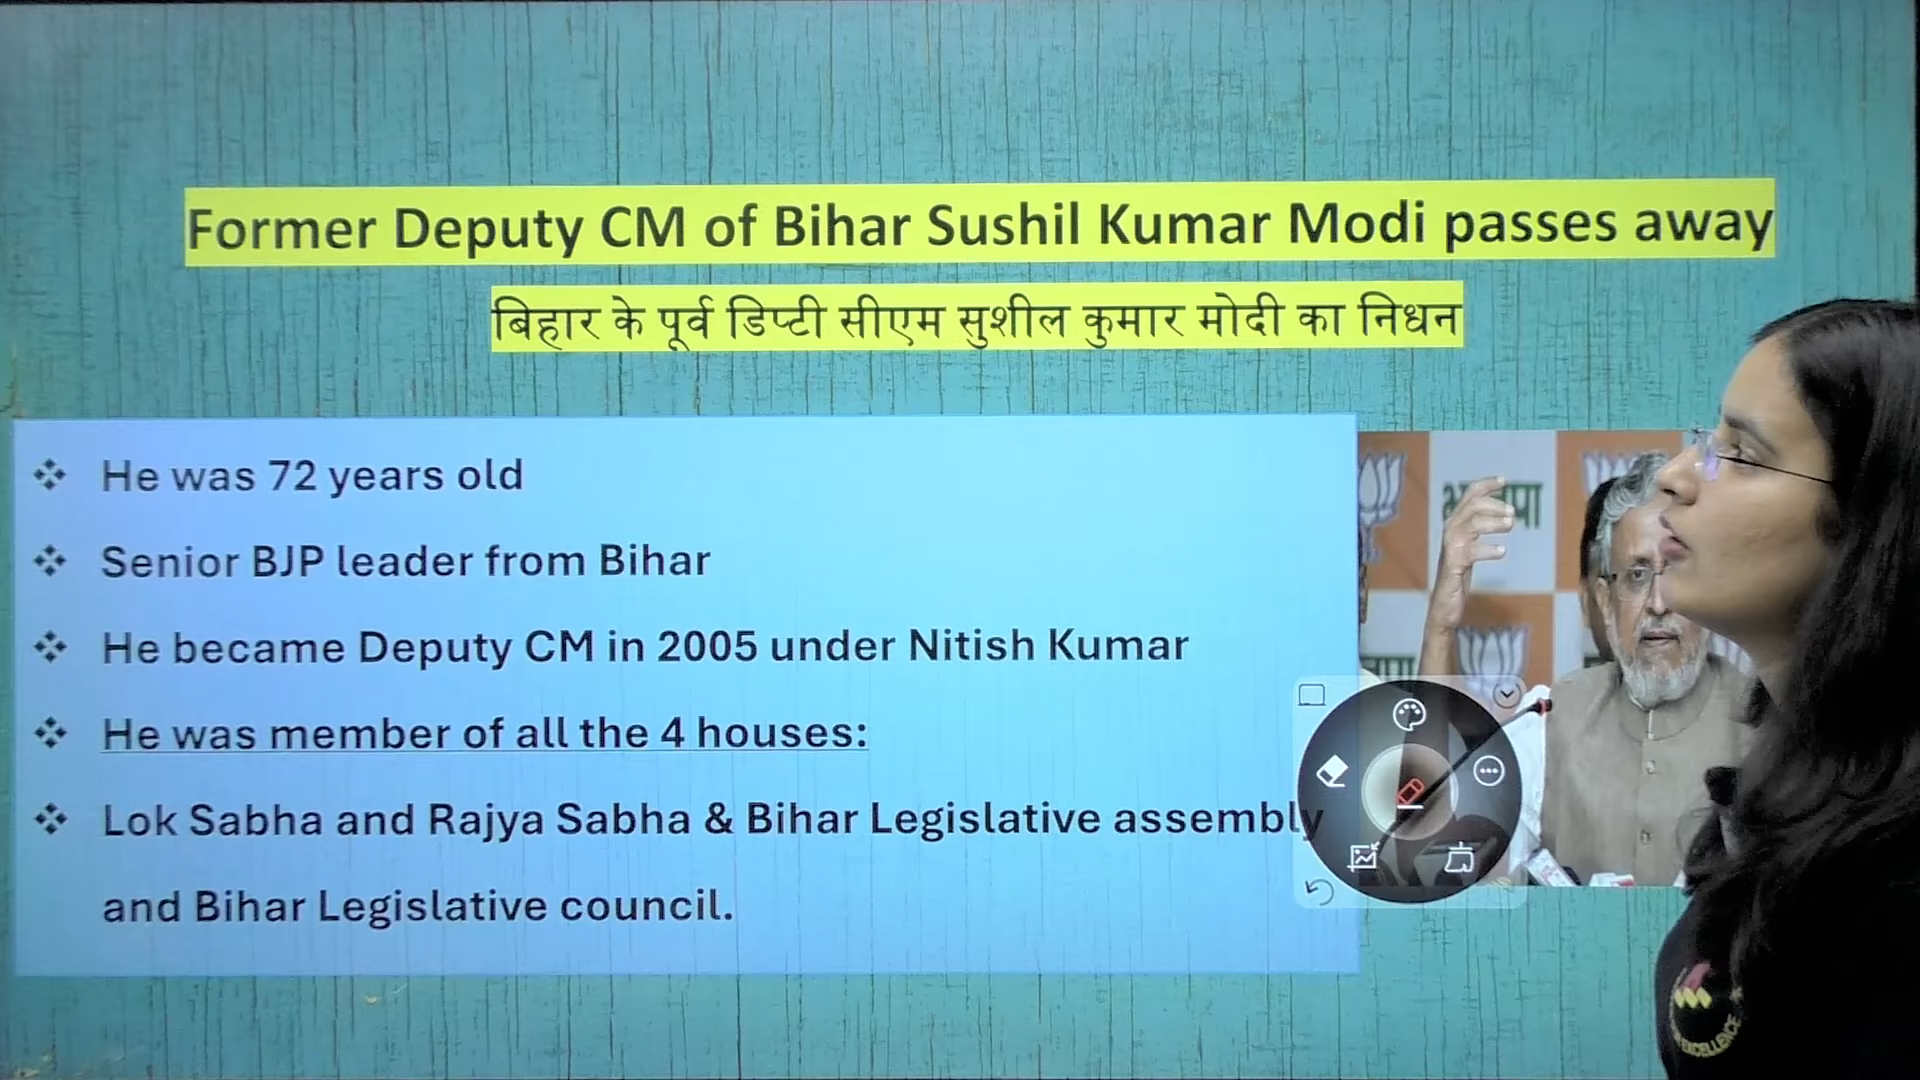 Former Deputy CM of Bihar Sushil Kumar Modi passes away
बिहार के पूर्व डिप्टी सीएम सुशील कुमार मोदी का निधन
He was 72 years old
Senior BJP leader from Bihar
He became Deputy CM in 2005 under Nitish Kumar
He was member of all the 4 houses:
Lok Sabha and Rajya Sabha & Bihar Legislative assembly
and Bihar Legislative council.
EXCELLENCE